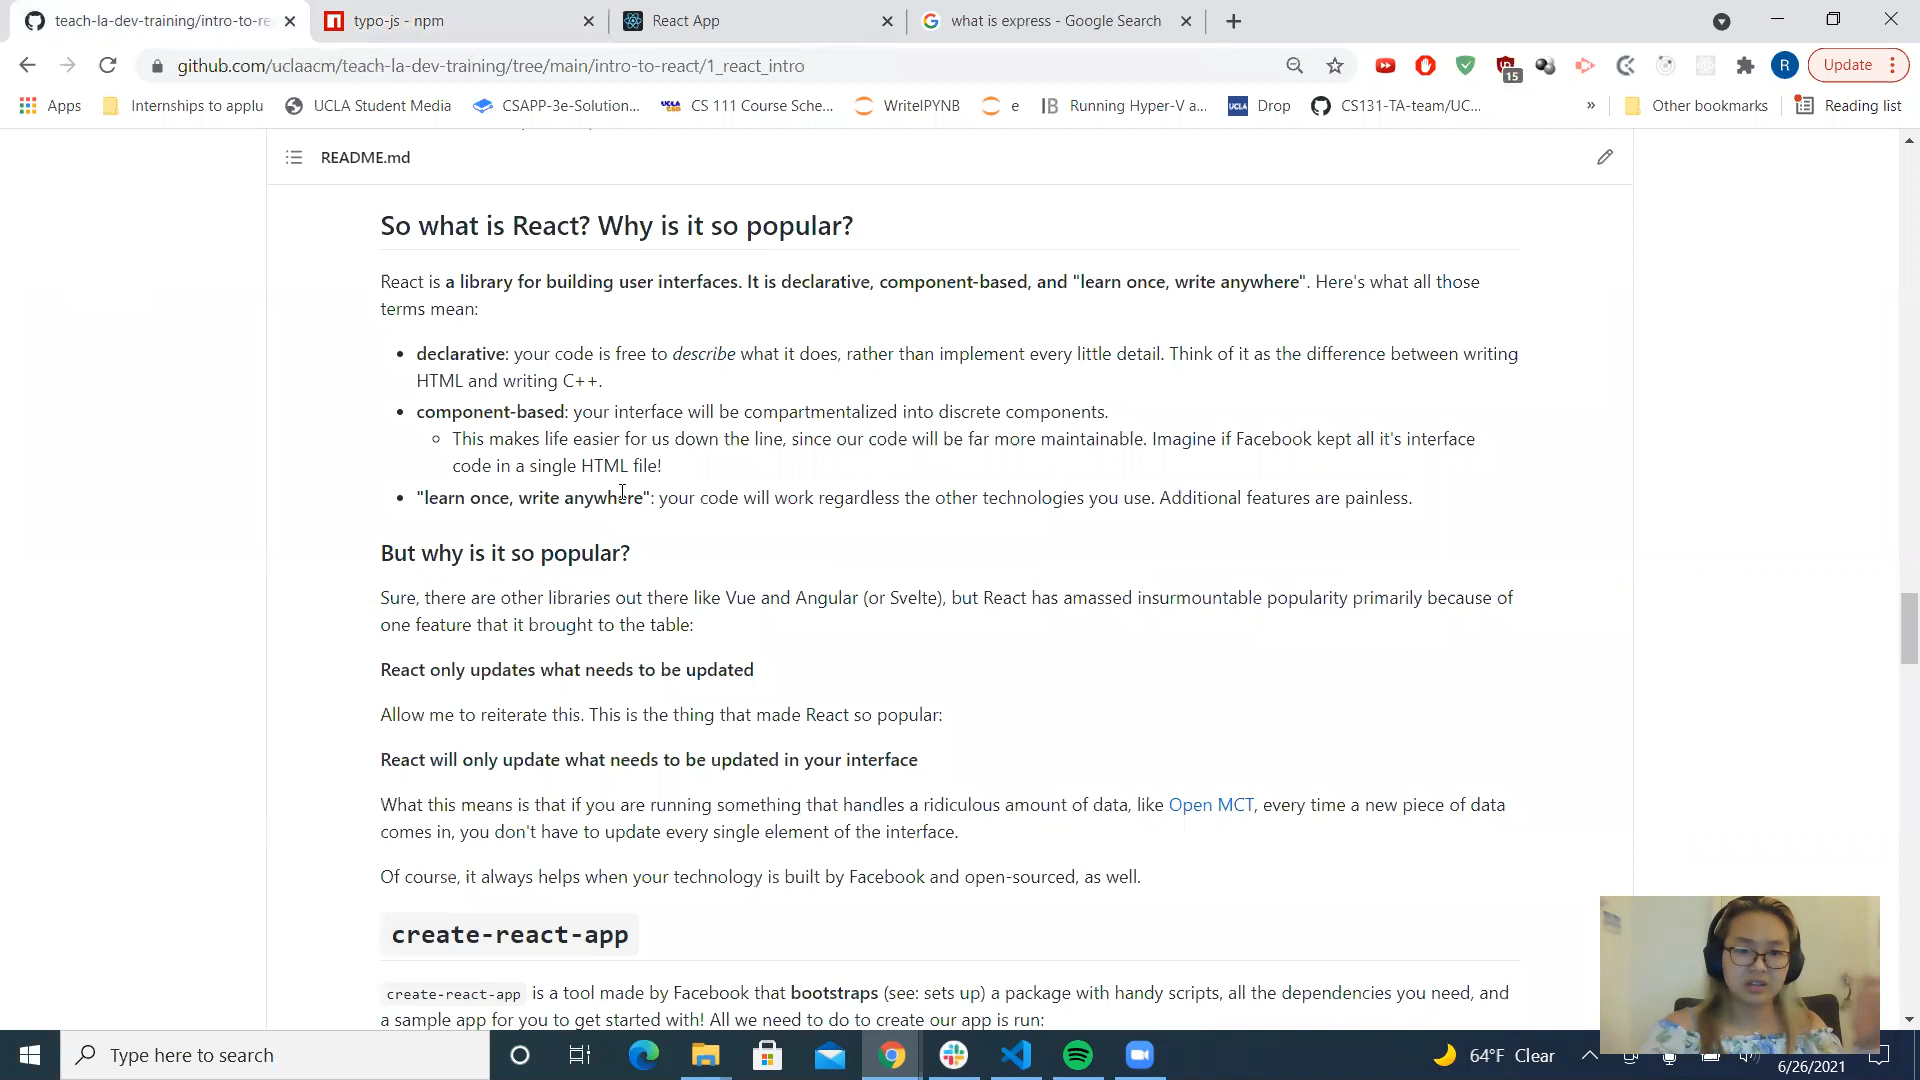 teach-la-dev-training/intro-to-re
typo-js - npm
React App
what is express - Google Search
github.com/uclaacm/teach-la-dev-training/tree/main/intro-to-react/1_react_intro
15
R
Update
Apps
Internships to applu
UCLA Student Media
CSAPP-3e-Solution...
CS 111 Course Sche...
WriteIPYNB
e
Running Hyper-V a...
Drop
CS131-TA-team/UC...
»
Other bookmarks
Reading list
README.md
So what is React? Why is it so popular?
React is a library for building user interfaces. It is declarative, component-based, and "learn once, write anywhere". Here's what all those
terms mean:
declarative: your code is free to describe what it does, rather than implement every little detail. Think of it as the difference between writing
HTML and writing C++.
component-based: your interface will be compartmentalized into discrete components.
This makes life easier for us down the line, since our code will be far more maintainable. Imagine if Facebook kept all it's interface
code in a single HTML file!
"learn once, write anywhere": your code will work regardless the other technologies you use. Additional features are painless.
But why is it so popular?
Sure, there are other libraries out there like Vue and Angular (or Svelte), but React has amassed insurmountable popularity primarily because of
one feature that it brought to the table:
React only updates what needs to be updated
Allow me to reiterate this. This is the thing that made React so popular:
React will only update what needs to be updated in your interface
What this means is that if you are running something that handles a ridiculous amount of data, like Open MCT, every time a new piece of data
comes in, you don't have to update every single element of the interface.
Of course, it always helps when your technology is built by Facebook and open-sourced, as well.
create-react-app
create-react-app is a tool made by Facebook that bootstraps (see: sets up) a package with handy scripts, all the dependencies you need, and
a sample app for you to get started with! All we need to do to create our app is run:
Type here to search
64°F Clear
6/26/2021